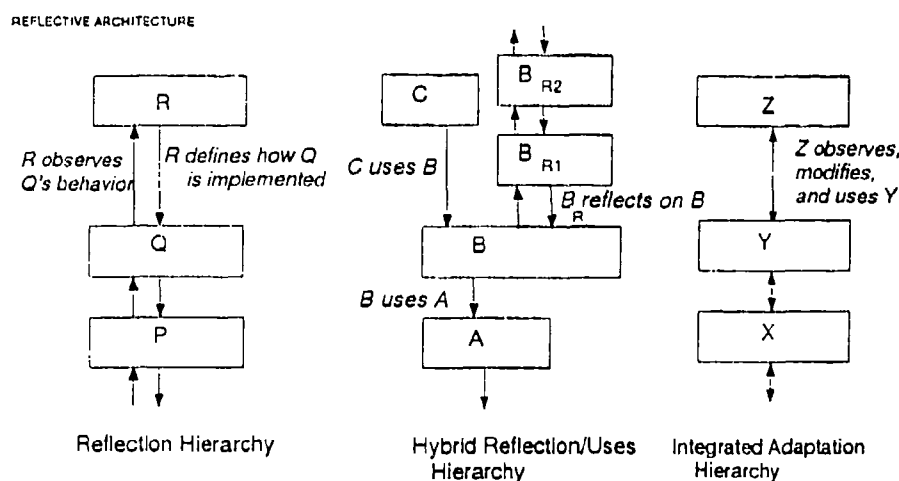 REFLECTIVE ARCHITECTURE
R
R observes
Q's behavior
R defines how Q
is implemented
Q
P
Reflection Hierarchy
C
B R2
B R1
C uses B
B R reflects on B
B
B uses A
A
Hybrid Reflection/Uses
Hierarchy
Z
Z observes,
modifies,
and uses Y
Y
X
Integrated Adaptation
Hierarchy